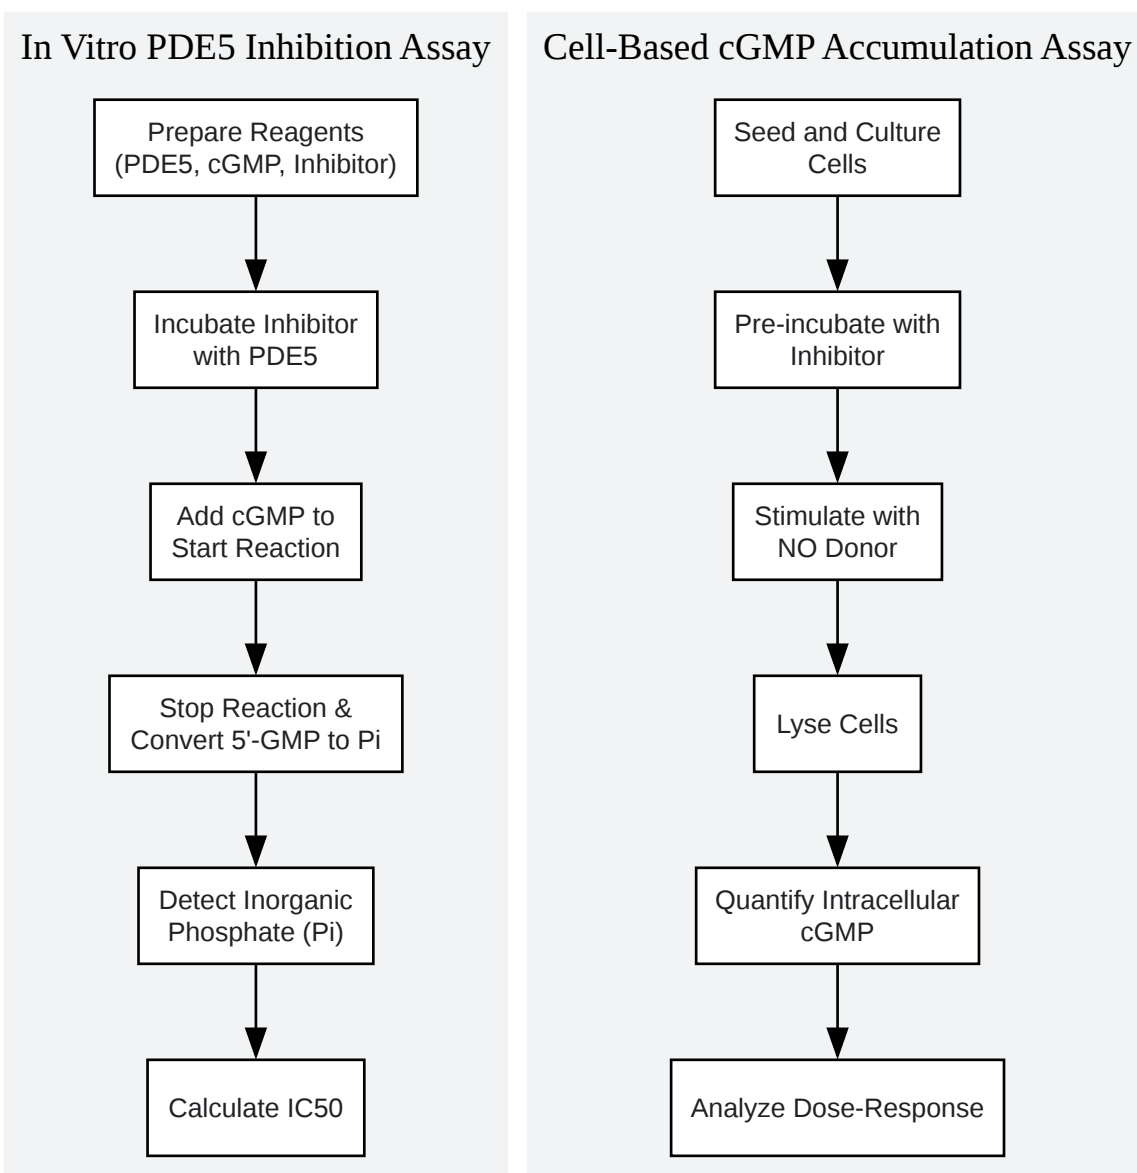 In Vitro PDE5 Inhibition Assay
Prepare Reagents
(PDE5, cGMP, Inhibitor)
Incubate Inhibitor
with PDE5
Add cGMP to
Start Reaction
Stop Reaction &
Convert 5'-GMP to Pi
Detect Inorganic
Phosphate (Pi)
Calculate IC50
Cell-Based cGMP Accumulation Assay
Seed and Culture
Cells
Pre-incubate with
Inhibitor
Stimulate with
NO Donor
Lyse Cells
Quantify Intracellular
cGMP
Analyze Dose-Response